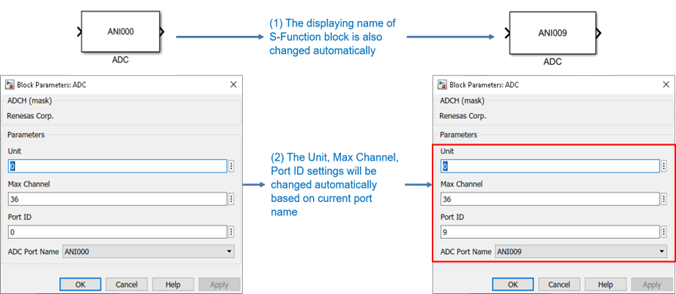 ANI000
ADC
(1) The displaying name of
S-Function block is also
changed automatically
ANI009
ADC
Block Parameters: ADC
ADCH (mask)
Renesas Corp.
Parameters
Unit
0
Max Channel
36
Port ID
0
ADC Port Name ANI000
OK Cancel Help Apply
(2) The Unit, Max Channel,
Port ID settings will be
changed automatically
based on current port
name
Block Parameters: ADC
ADCH (mask)
Renesas Corp.
Parameters
Unit
0
Max Channel
36
Port ID
9
ADC Port Name ANI009
OK Cancel Help Apply